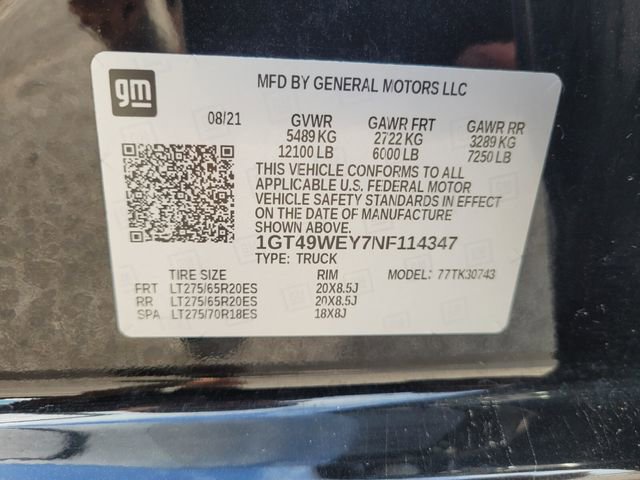 gm
MFD BY GENERAL MOTORS LLC
08/21 GVWR GAWR FRT GAWR RR
5489 KG 2722 KG 3289 KG
12100 LB 6000 LB 7250 LB
THIS VEHICLE CONFORMS TO ALL
APPLICABLE U.S. FEDERAL MOTOR
VEHICLE SAFETY STANDARDS IN EFFECT
ON THE DATE OF MANUFACTURE
SHOWN ABOVE.
1GT49WEY7NF114347
TYPE: TRUCK
TIRE SIZE RIM MODEL: 77TK30743
FRT LT275/65R20ES 20X8.5J
RR LT275/65R20ES 20X8.5J
SPA LT275/70R18ES 18X8J